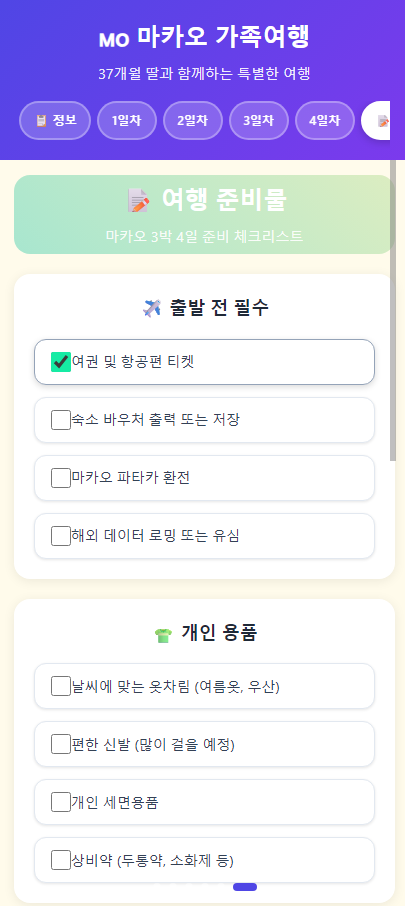 MO 마카오 가족여행
37개월 딸과 함께하는 특별한 여행
정보 1일차 2일차 3일차 4일차
여행 준비물
마카오 3박 4일 준비 체크리스트
출발 전 필수
여권 및 항공편 티켓
숙소 바우처 출력 또는 저장
마카오 파타카 환전
해외 데이터 로밍 또는 유심
개인 용품
날씨에 맞는 옷차림 (여름옷, 우산)
편한 신발 (많이 걸을 예정)
개인 세면용품
상비약 (두통약, 소화제 등)